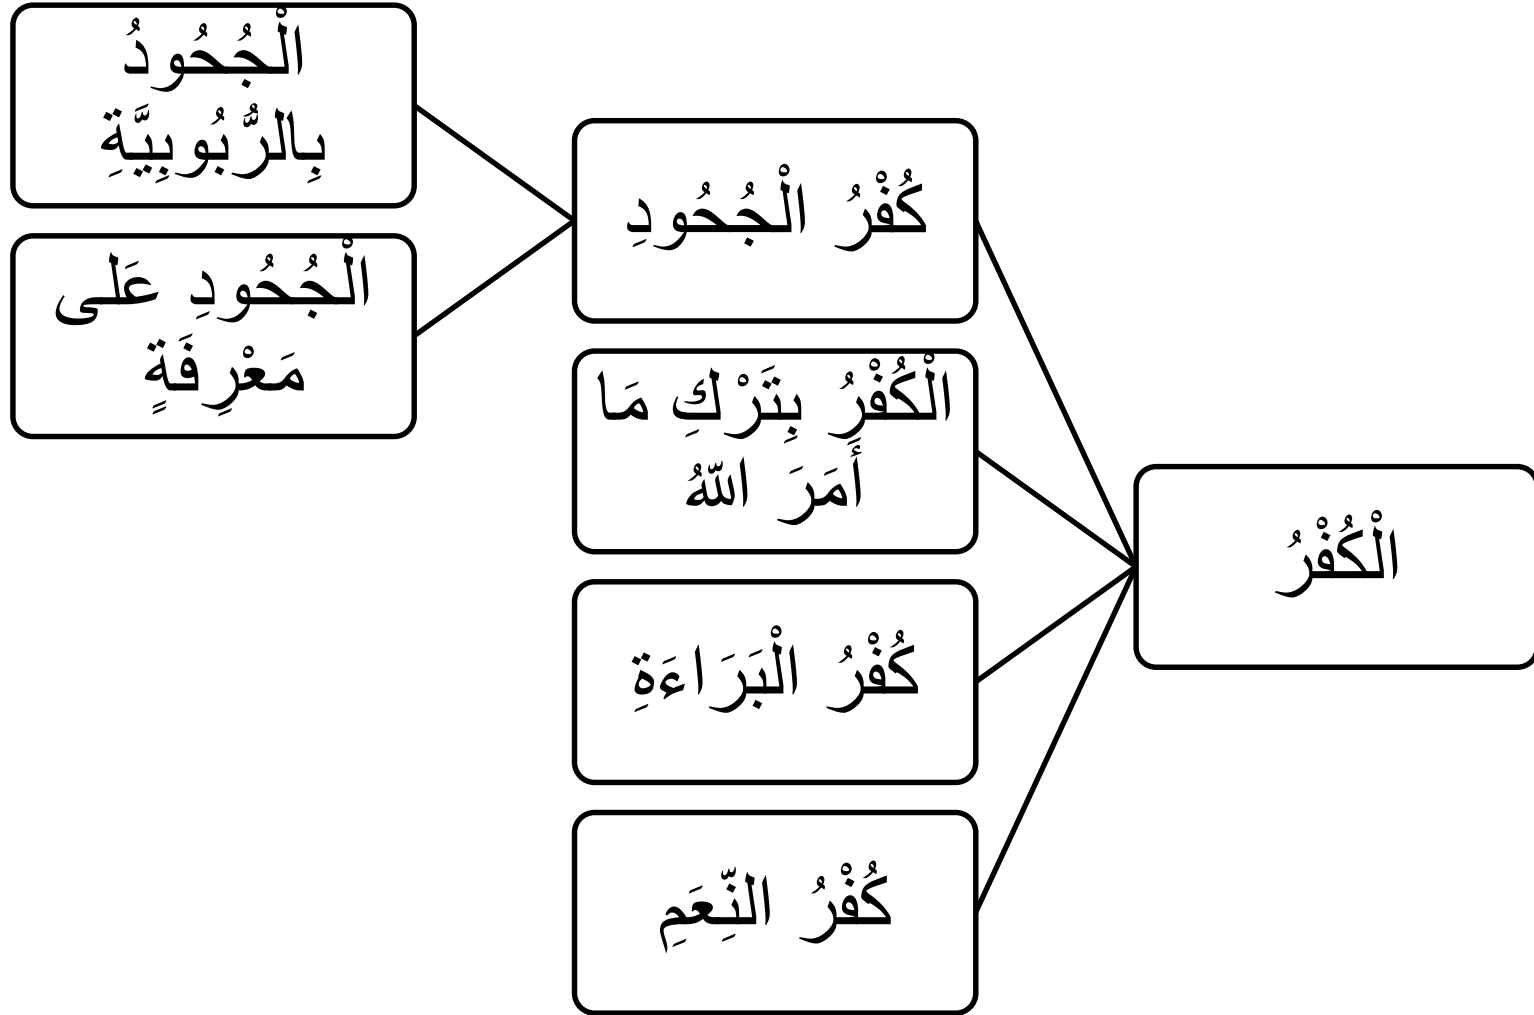 الْكُفْرُ
كُفْرُ الْجُحُودِ
الْجُحُودُ
بِالرُّبُوبِيَّةِ
الْجُحُودِ عَلى
مَعْرِفَةٍ
الْكُفْرُ بِتَرْكِ مَا
أَمَرَ اللّهُ
كُفْرُ الْبَرَاءَةِ
كُفْرُ النِّعَمِ